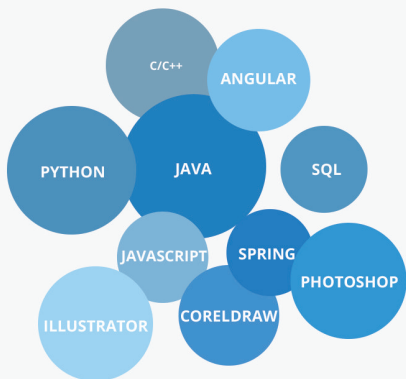 C/C++
ANGULAR
PYTHON
JAVA
SQL
JAVASCRIPT
SPRING
PHOTOSHOP
ILLUSTRATOR
CORELDRAW